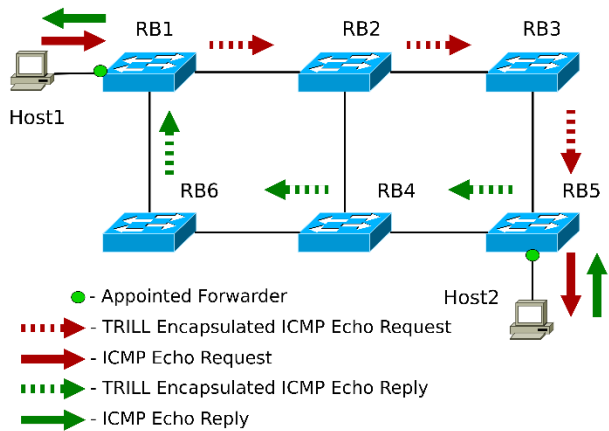 RB1
RB2
RB3
Host1
RB6
RB4
RB5
- Appointed Forwarder
Host2
- TRILL Encapsulated ICMP Echo Request
- ICMP Echo Request
- TRILL Encapsulated ICMP Echo Reply
- ICMP Echo Reply